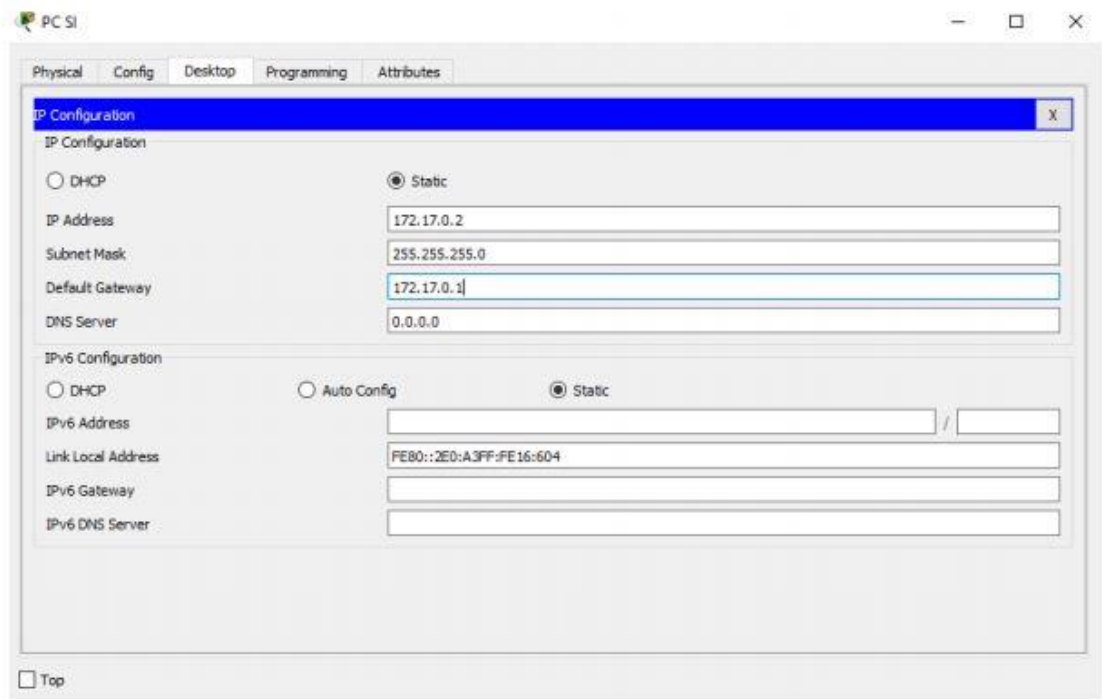 PC SI
Physical Config Desktop Programming Attributes
IP Configuration X
IP Configuration
DHCP Static
IP Address 172.17.0.2
Subnet Mask 255.255.255.0
Default Gateway 172.17.0.1
DNS Server 0.0.0.0
IPv6 Configuration
DHCP Auto Config Static
IPv6 Address /
Link Local Address FE80::2E0:A3FF:FE16:604
IPv6 Gateway
IPv6 DNS Server
Top